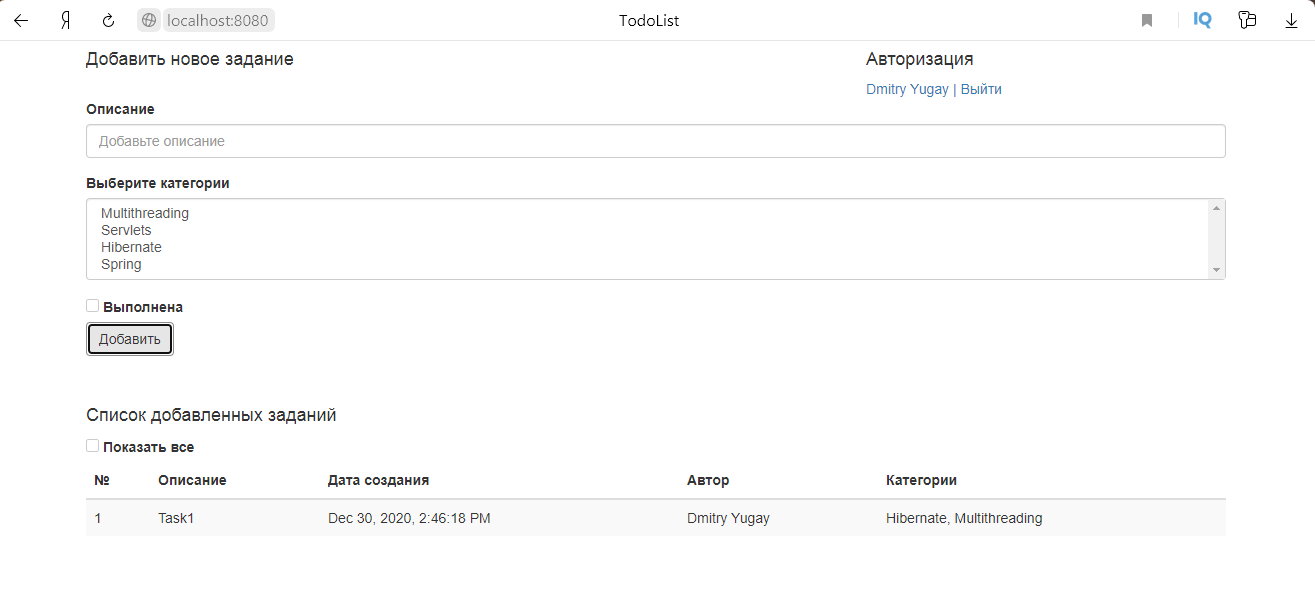 Я localhost:8080 TodoList IQ
Добавить новое задание
Авторизация
Dmitry Yugay | Выйти
Описание
Добавьте описание
Выберите категории
Multithreading
Servlets
Hibernate
Spring
Выполнена
Добавить
Список добавленных заданий
Показать все
№ Описание Дата создания Автор Категории
1 Task1 Dec 30, 2020, 2:46:18 PM Dmitry Yugay Hibernate, Multithreading